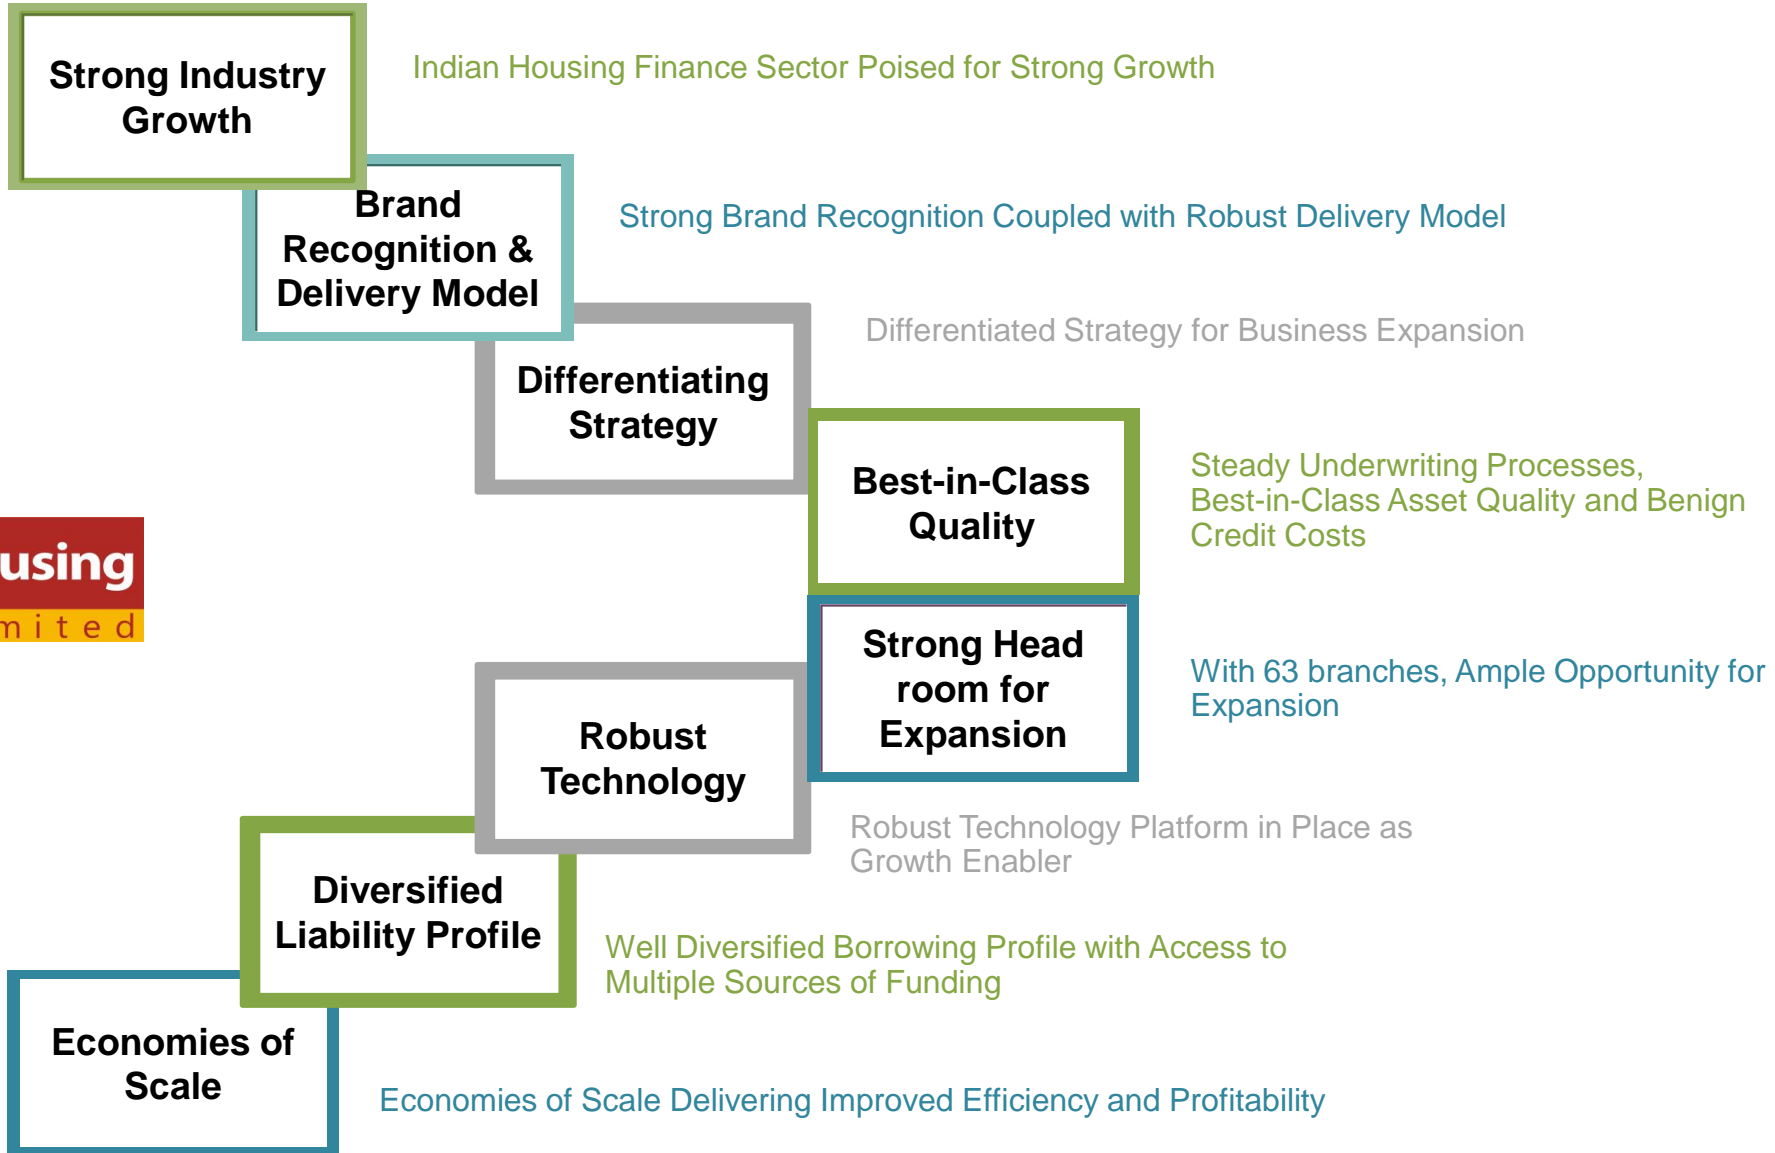 Strong Industry
Growth
Indian Housing Finance Sector Poised for Strong Growth
Brand
Recognition &
Delivery Model
Strong Brand Recognition Coupled with Robust Delivery Model
Differentiating
Strategy
Differentiated Strategy for Business Expansion
Best-in-Class
Quality
Steady Underwriting Processes,
Best-in-Class Asset Quality and Benign
Credit Costs
using
mited
Strong Head
room for
Expansion
With 63 branches, Ample Opportunity for
Expansion
Robust
Technology
Robust Technology Platform in Place as
Growth Enabler
Diversified
Liability Profile
Well Diversified Borrowing Profile with Access to
Multiple Sources of Funding
Economies of
Scale
Economies of Scale Delivering Improved Efficiency and Profitability